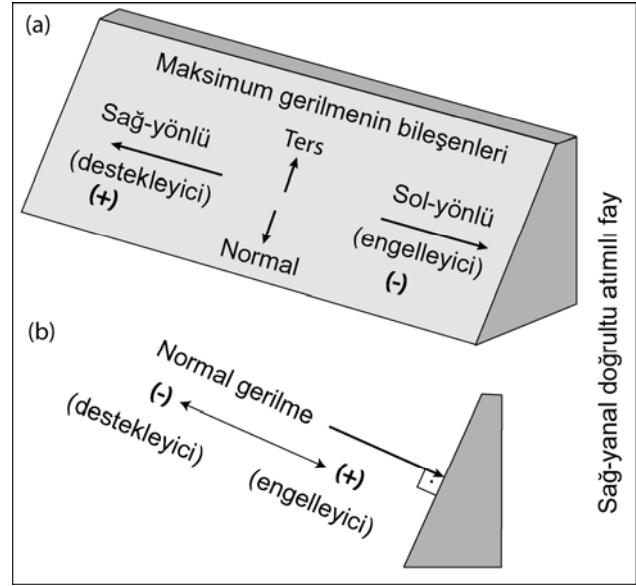 (a)
Maksimum gerilmenin bileşenleri
Sağ-yönlü
(destekleyici)
(+)
Ters
Normal
Sol-yönlü
(engelleyici)
(-)
(b)
Normal gerilme
(-)
(destekleyici)
(+)
(engelleyici)
Sağ-yanal doğrultu atımılı fay